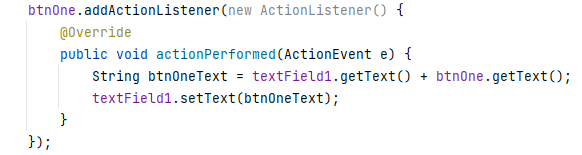 btnOne.addActionListener(new ActionListener() {
    @Override
    public void actionPerformed(ActionEvent e) {
        String btnOneText = textField1.getText() + btnOne.getText();
        textField1.setText(btnOneText);
    }
});